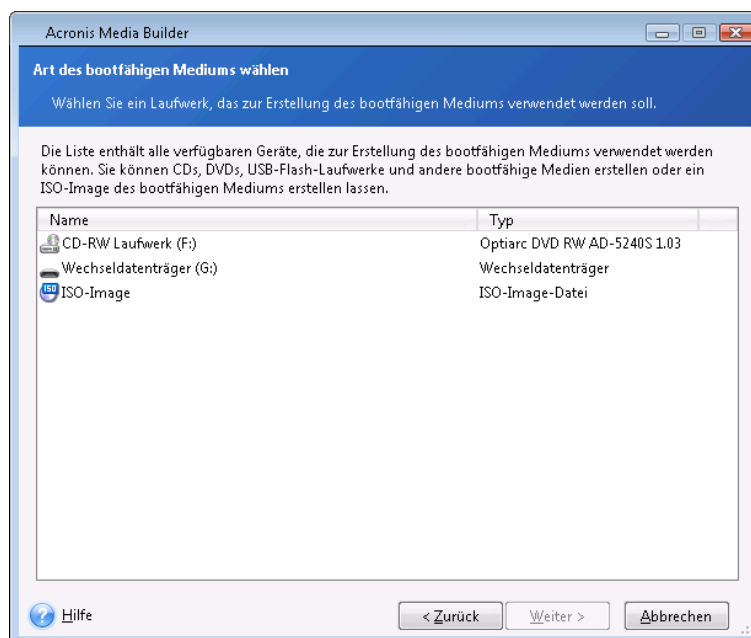 Acronis Media Builder
Art des bootfähigen Mediums wählen
Wählen Sie ein Laufwerk, das zur Erstellung des bootfähigen Mediums verwendet werden soll.
Die Liste enthält alle verfügbaren Geräte, die zur Erstellung des bootfähigen Mediums verwendet werden
können. Sie können CDs, DVDs, USB-Flash-Laufwerke und andere bootfähige Medien erstellen oder ein
ISO-Image des bootfähigen Mediums erstellen lassen.
Name Typ
CD-RW Laufwerk (F:) Optiarc DVD RW AD-5240S 1.03
Wechseldatenträger (G:) Wechseldatenträger
ISO ISO-Image ISO-Image-Datei
Hilfe < Zurück Weiter > Abbrechen